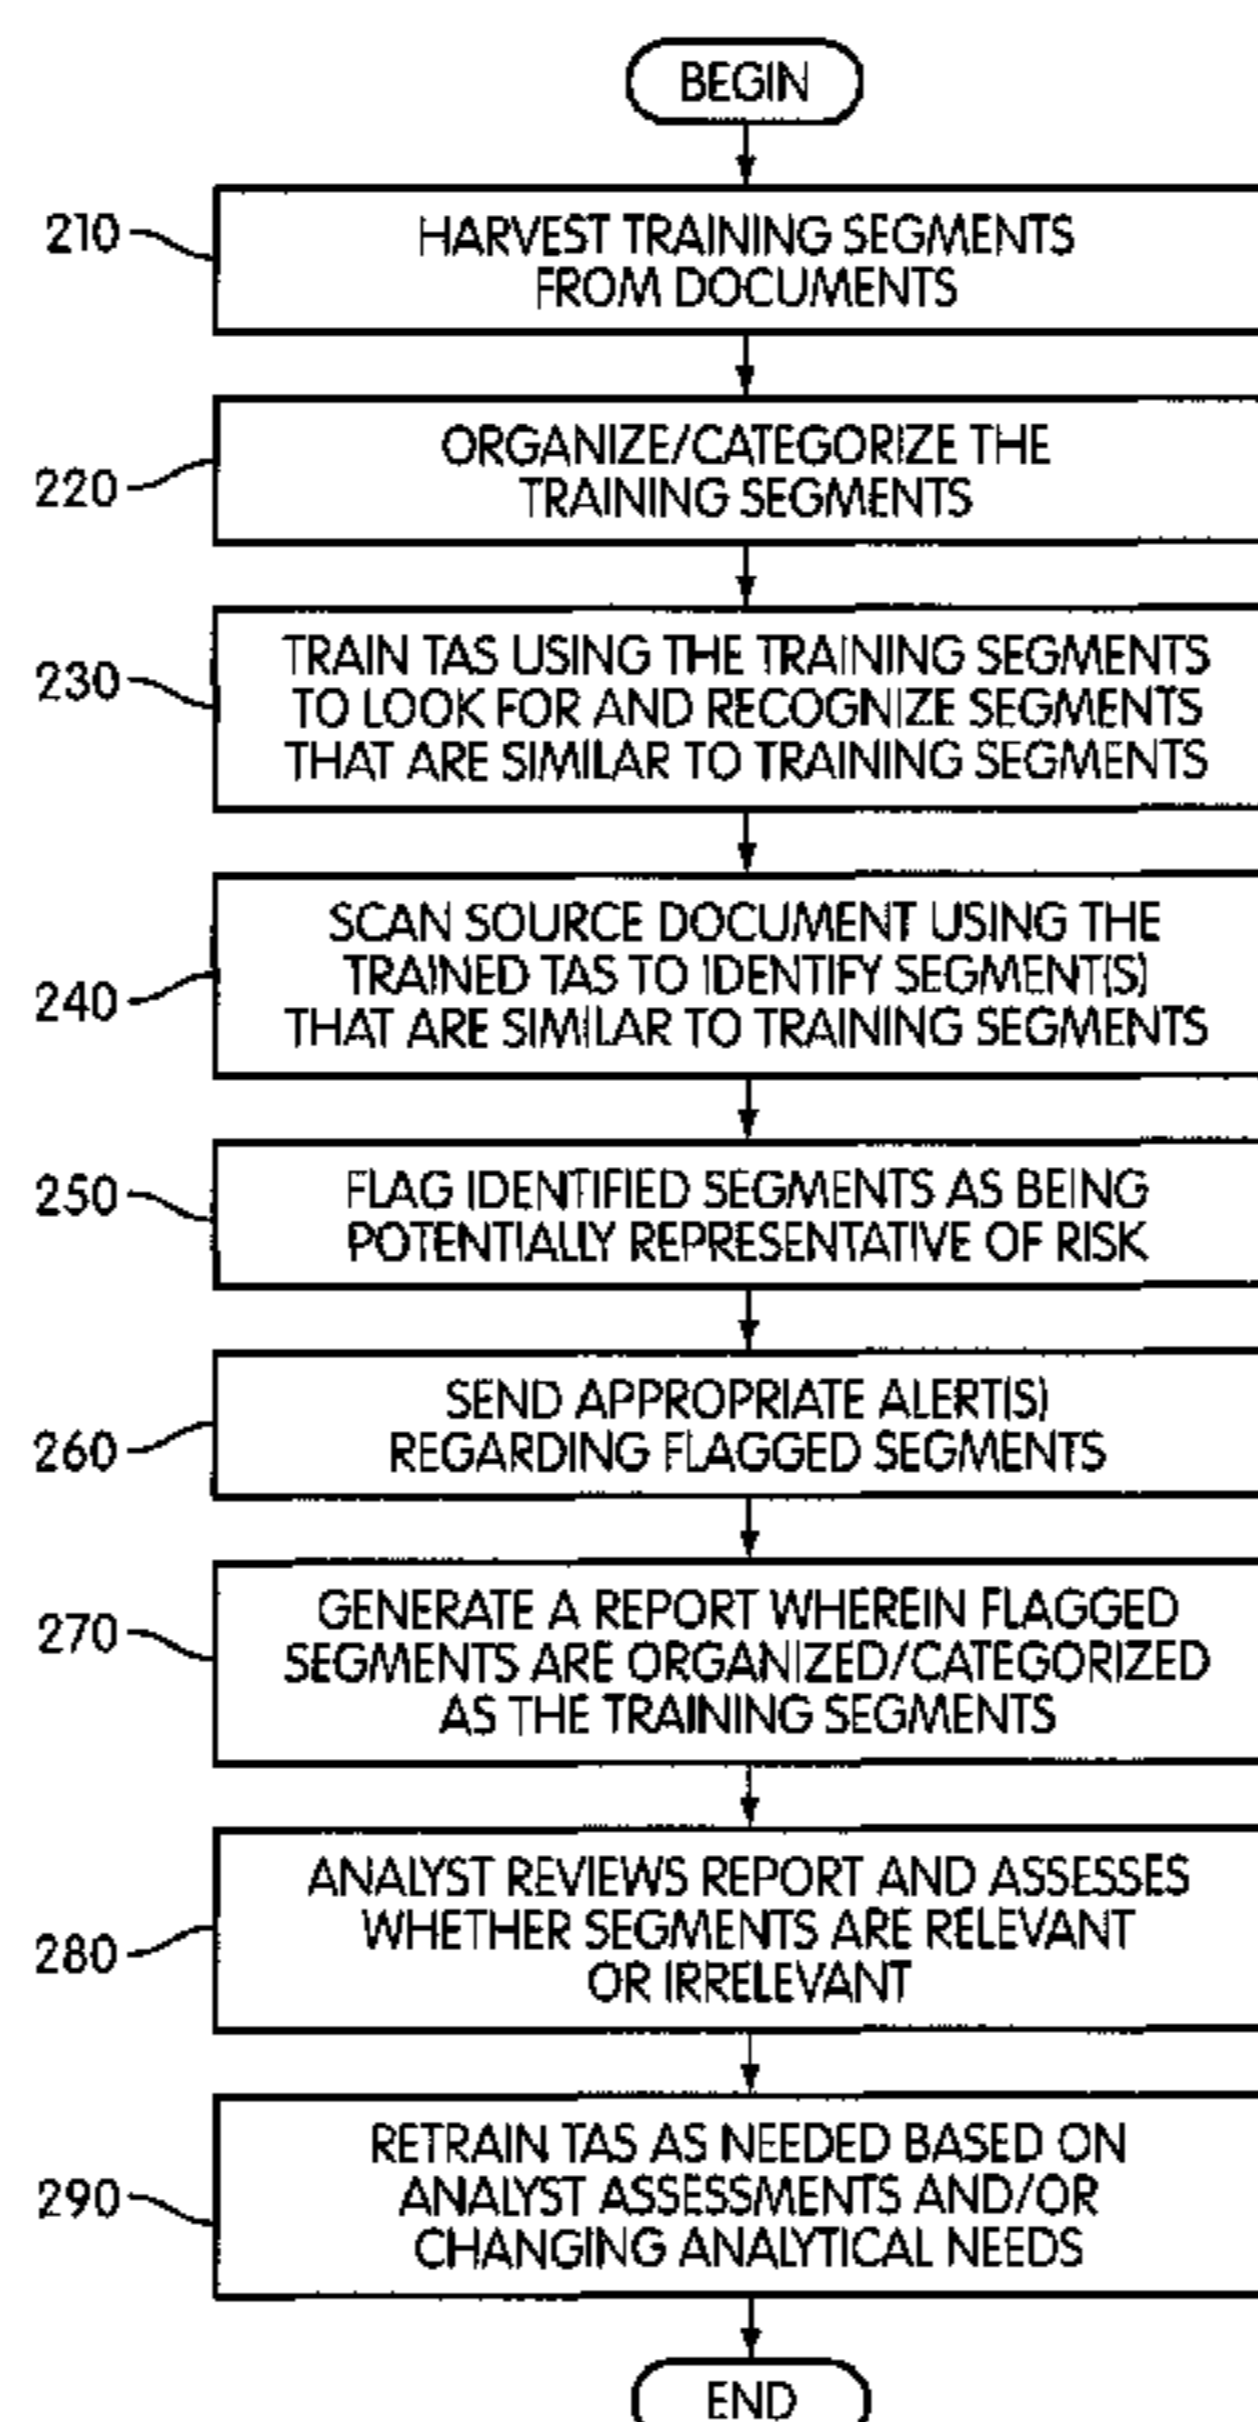 BEGIN
210
HARVEST TRAINING SEGMENTS
FROM DOCUMENTS
220
ORGANIZE/CATEGORIZE THE
TRAINING SEGMENTS
230
TRAIN TAS USING THE TRAINING SEGMENTS
TO LOOK FOR AND RECOGNIZE SEGMENTS
THAT ARE SIMILAR TO TRAINING SEGMENTS
240
SCAN SOURCE DOCUMENT USING THE
TRAINED TAS TO IDENTIFY SEGMENT(S)
THAT ARE SIMILAR TO TRAINING SEGMENTS
250
FLAG IDENTIFIED SEGMENTS AS BEING
POTENTIALLY REPRESENTATIVE OF RISK
260
SEND APPROPRIATE ALERT(S)
REGARDING FLAGGED SEGMENTS
270
GENERATE A REPORT WHEREIN FLAGGED
SEGMENTS ARE ORGANIZED/CATEGORIZED
AS THE TRAINING SEGMENTS
280
ANALYST REVIEWS REPORT AND ASSESSES
WHETHER SEGMENTS ARE RELEVANT
OR IRRELEVANT
290
RETRAIN TAS AS NEEDED BASED ON
ANALYST ASSESSMENTS AND/OR
CHANGING ANALYTICAL NEEDS
END